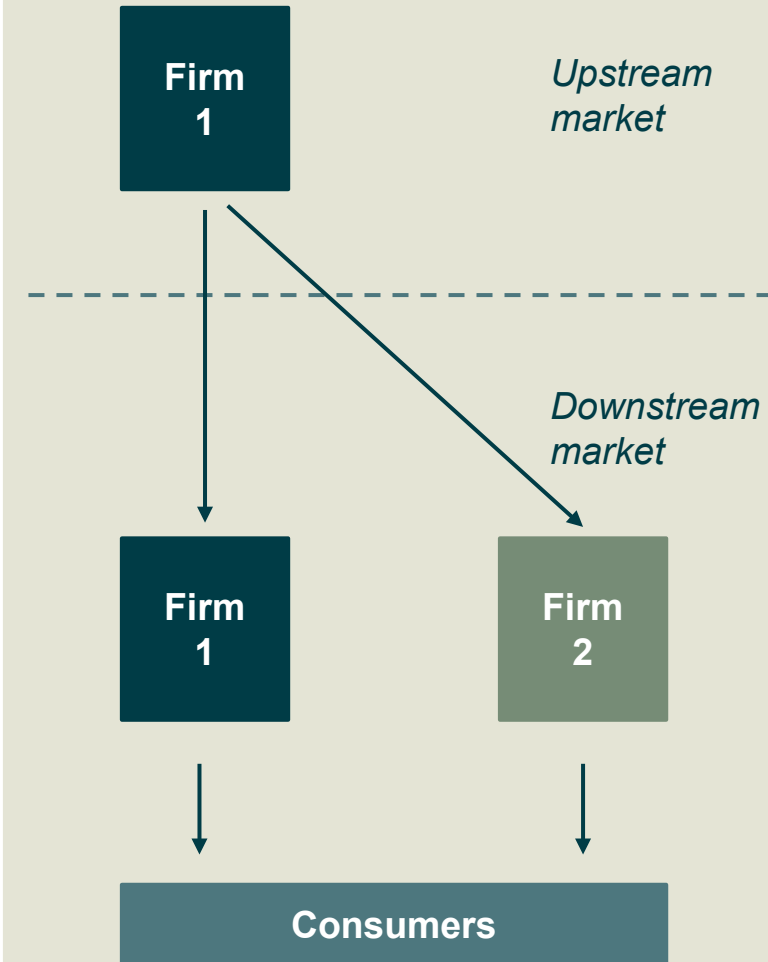 Firm
1
Upstream
market
Downstream
market
Firm
1
Firm
2
Consumers